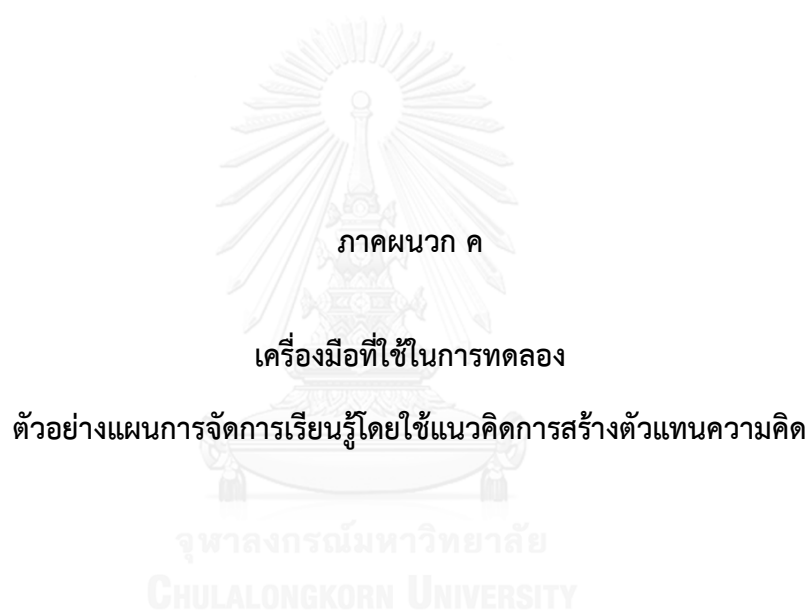 ภาคผนวก ค
เครื่องมือที่ใช้ในการทดลอง
ตัวอย่างแผนการจัดการเรียนรู้โดยใช้แนวคิดการสร้างตัวแทนความคิด
จุฬาลงกรณ์มหาวิทยาลัย
CHULALONGKORN UNIVERSITY